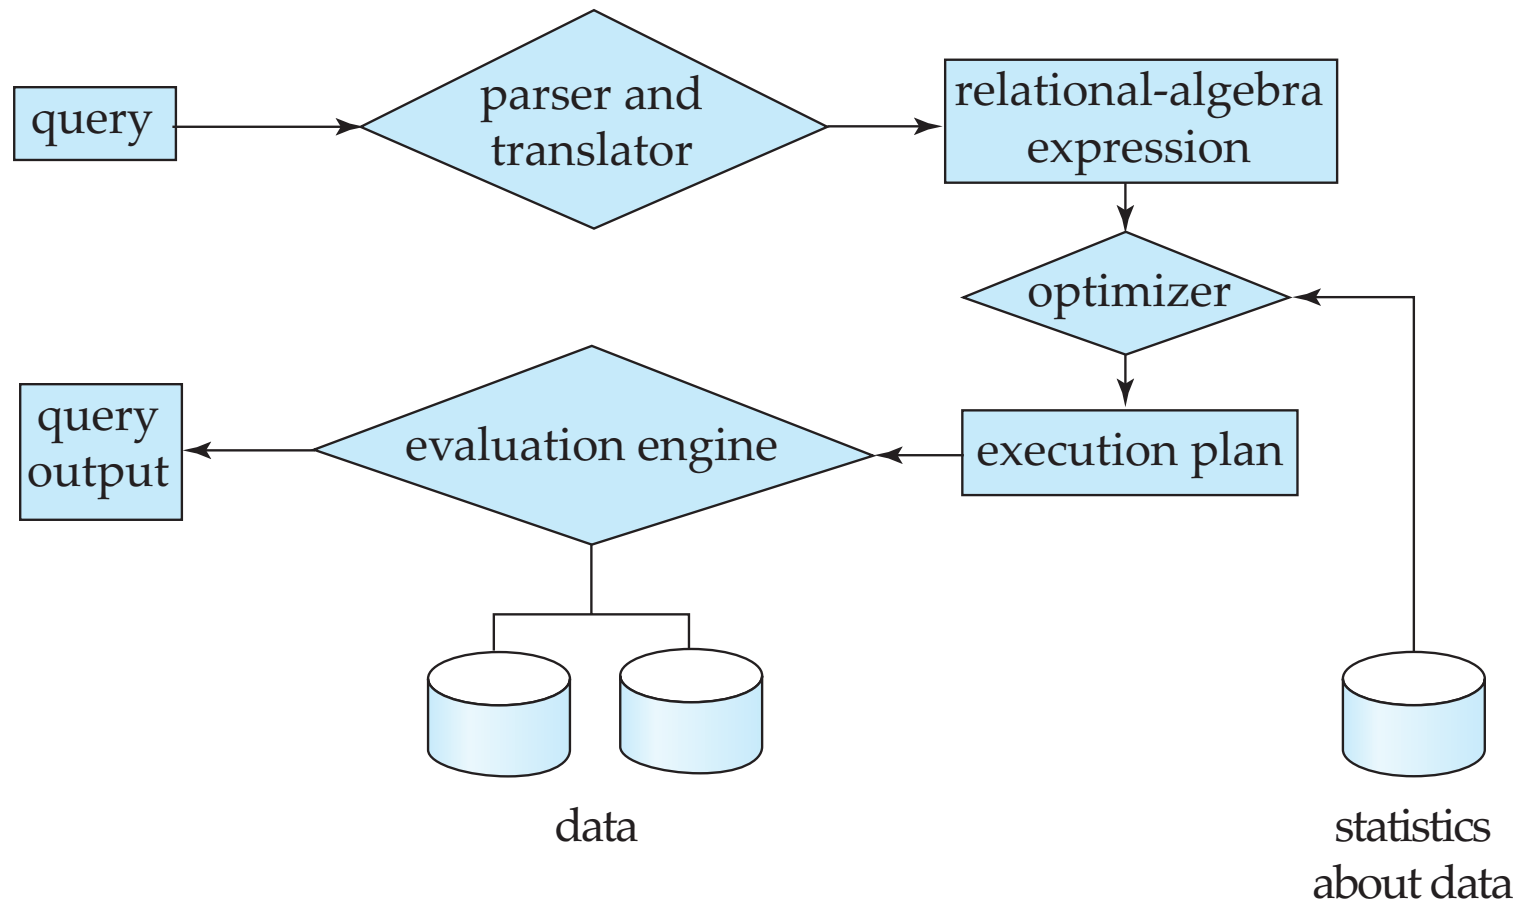 query
parser and
translator
relational-algebra
expression
optimizer
query
output
evaluation engine
execution plan
data
statistics
about data